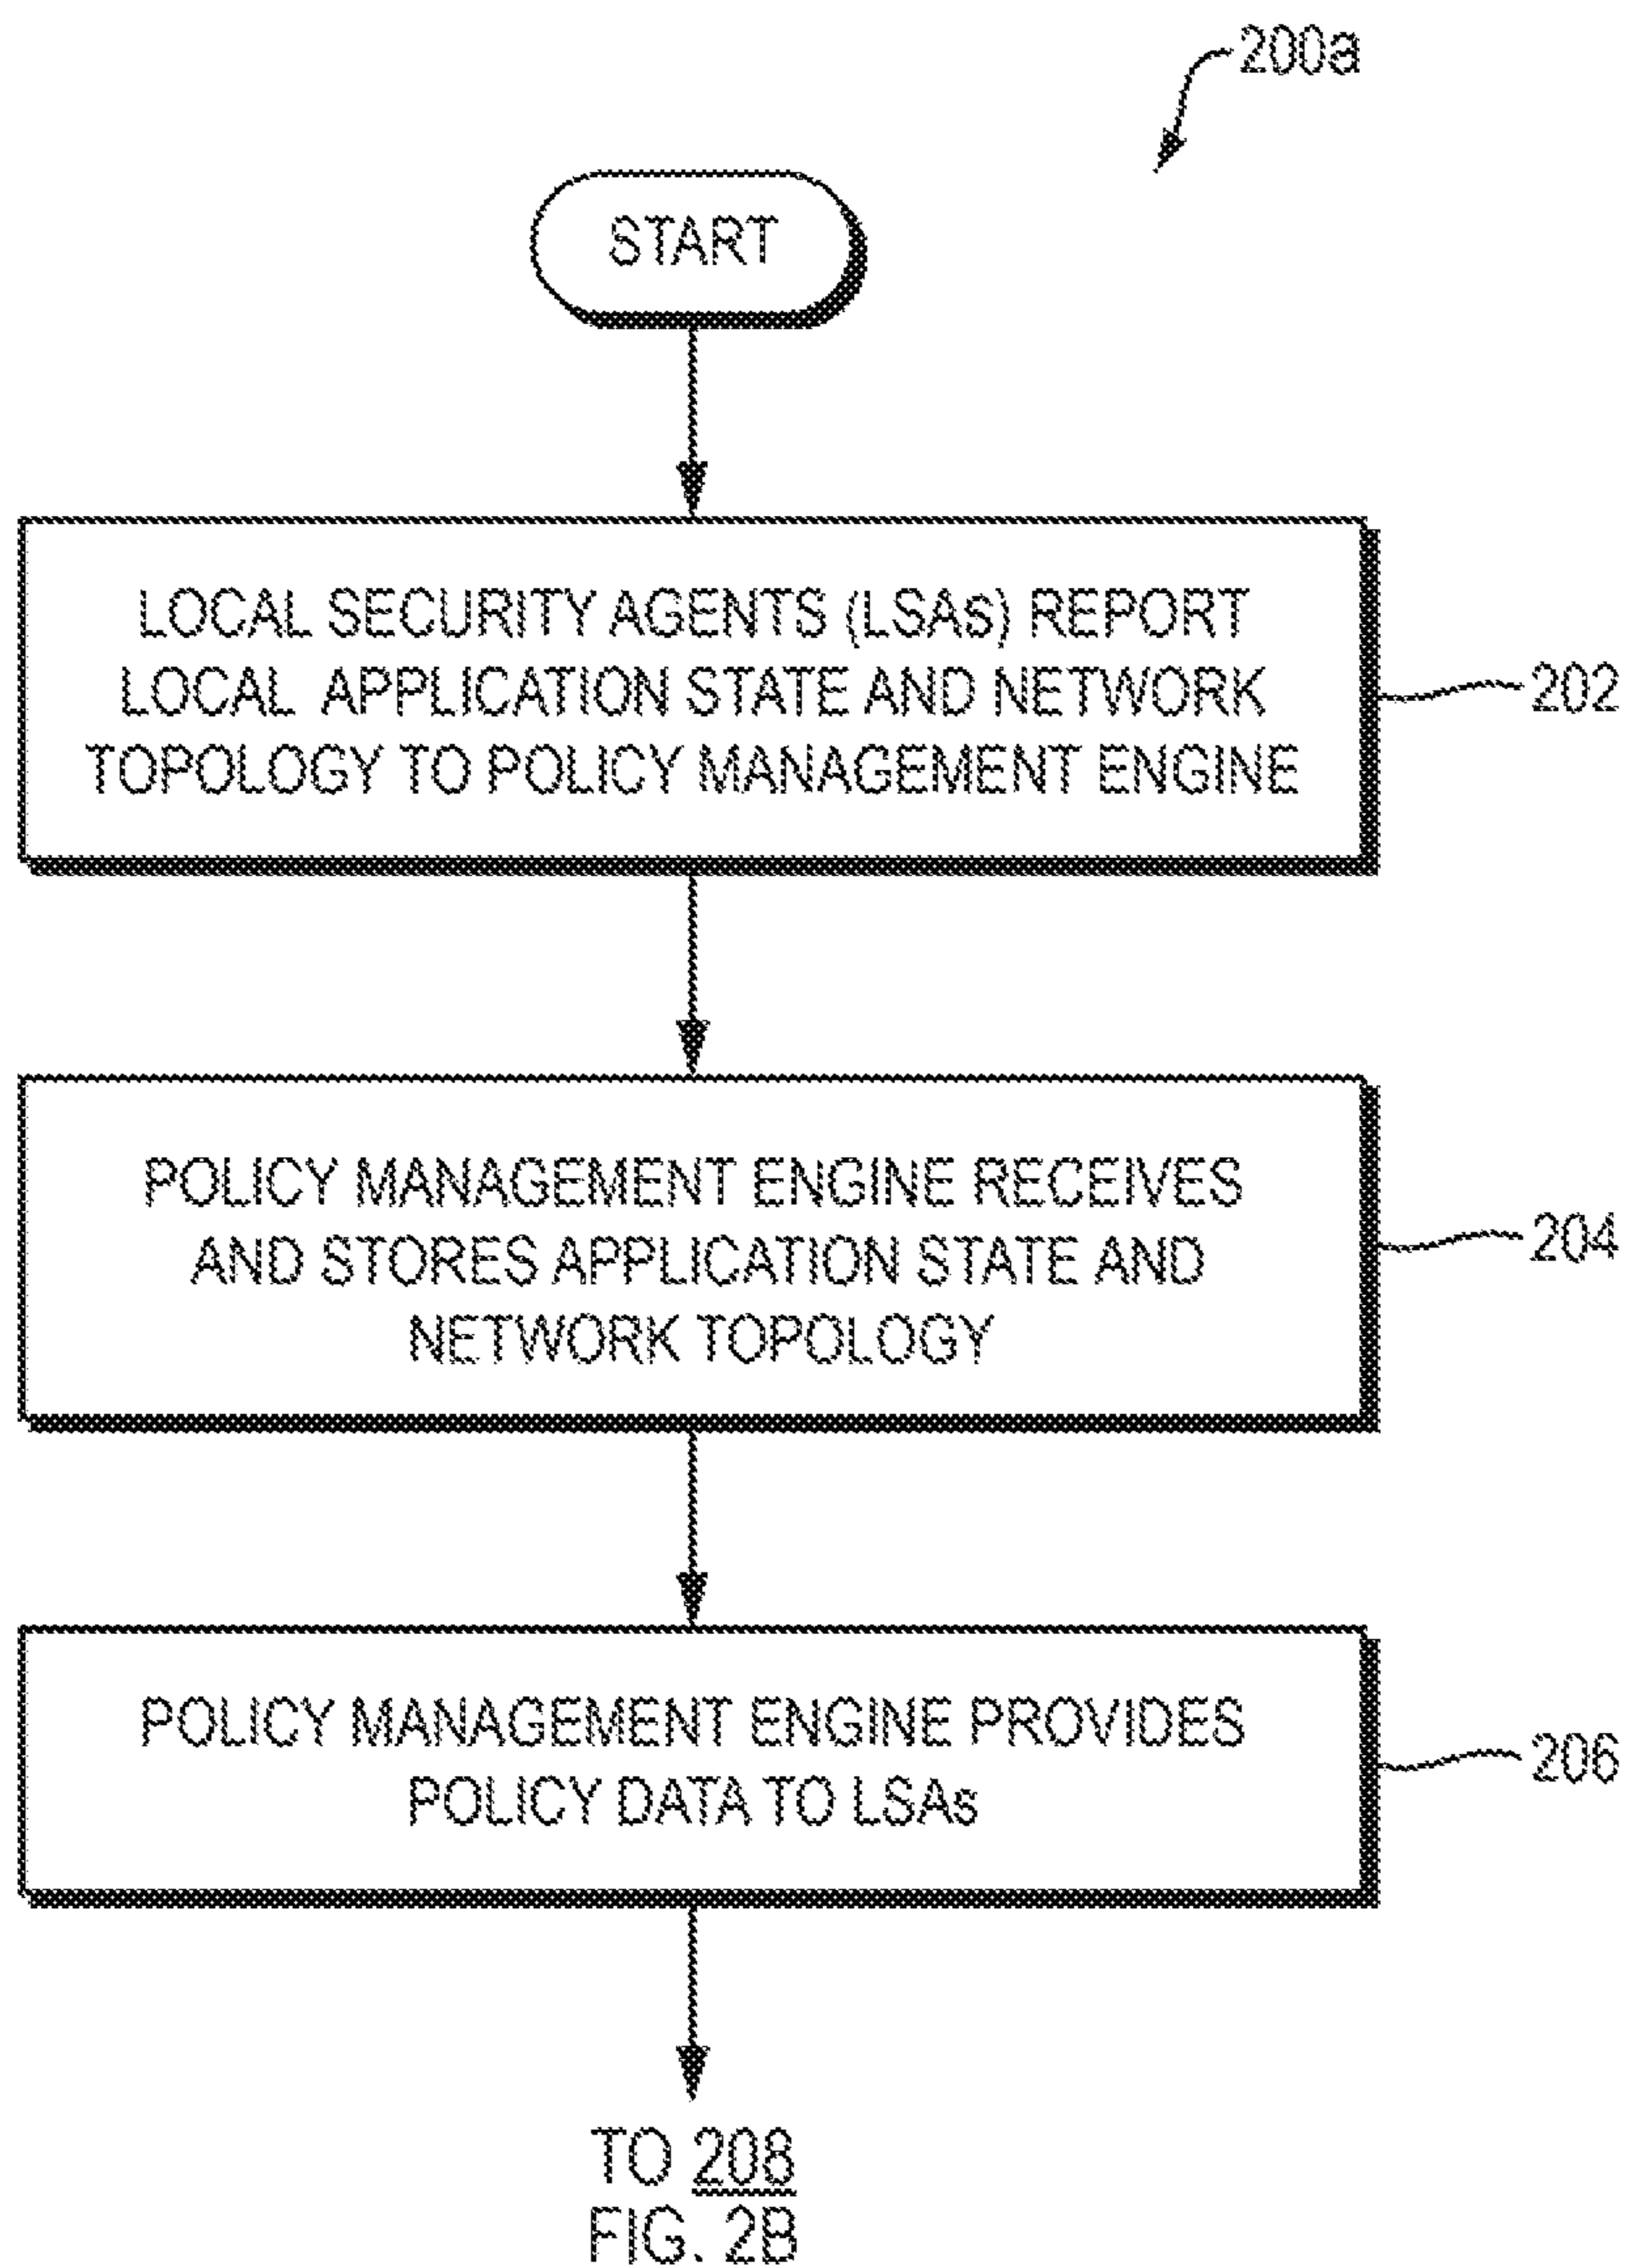 200a
START
LOCAL SECURITY AGENTS (LSAs) REPORT
LOCAL APPLICATION STATE AND NETWORK
TOPOLOGY TO POLICY MANAGEMENT ENGINE
202
POLICY MANAGEMENT ENGINE RECEIVES
AND STORES APPLICATION STATE AND
NETWORK TOPOLOGY
204
POLICY MANAGEMENT ENGINE PROVIDES
POLICY DATA TO LSAs
206
TO 208
FIG. 2B